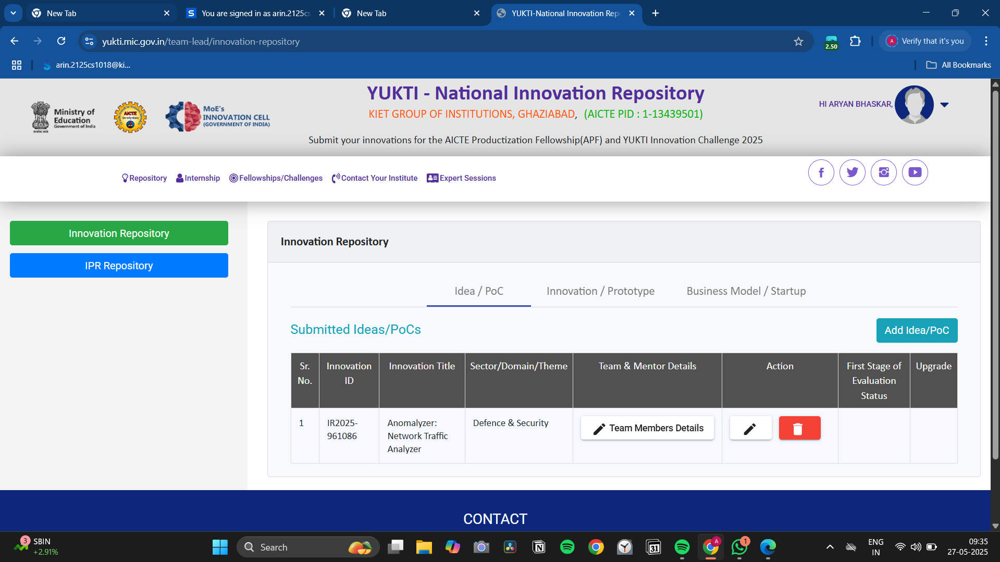 New Tab
You are signed in as arin.2125cs
New Tab
YUKTI-National Innovation Rep
yukti.mic.gov.in/team-lead/innovation-repository
2.50
A
Verify that it's you
arin.2125cs1018@ki...
All Bookmarks
Ministry of
Education
Government of India
AICTE
MoE's
INNOVATION CELL
(GOVERNMENT OF INDIA)
YUKTI - National Innovation Repository
KIET GROUP OF INSTITUTIONS, GHAZIABAD, (AICTE PID : 1-13439501)
Submit your innovations for the AICTE Productization Fellowship(APF) and YUKTI Innovation Challenge 2025
HI ARYAN BHASKAR,
Repository
Internship
Fellowships/Challenges
Contact Your Institute
Expert Sessions
Innovation Repository
IPR Repository
Innovation Repository
Idea / PoC
Innovation / Prototype
Business Model / Startup
Submitted Ideas/PoCs
Add Idea/PoC
Sr. No.
Innovation ID
Innovation Title
Sector/Domain/Theme
Team & Mentor Details
Action
First Stage of Evaluation Status
Upgrade
1
IR2025-961086
Anomalyzer: Network Traffic Analyzer
Defence & Security
Team Members Details
CONTACT
3
SBIN
+2.91%
Search
31
A
1
ENG
IN
09:35
27-05-2025